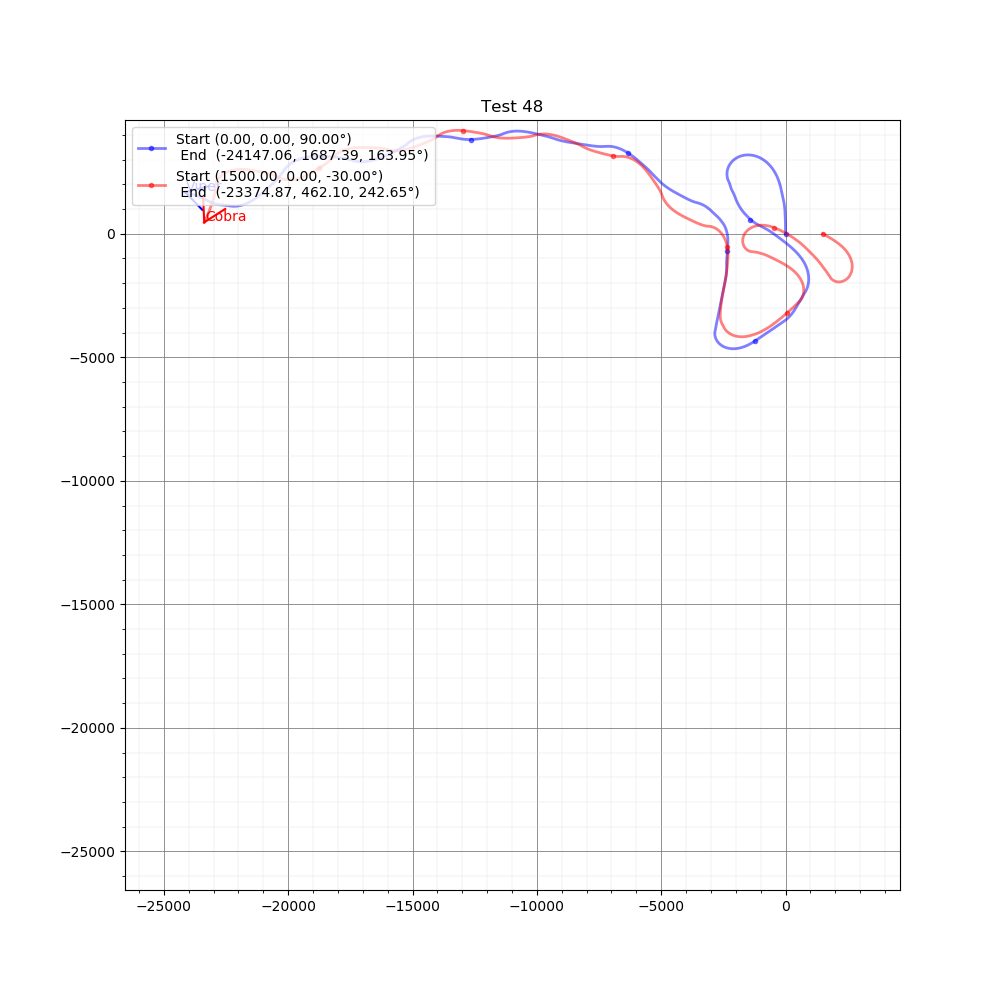 Test 48
Start (0.00, 0.00, 90.00°)
End (-24147.06, 1687.39, 163.95°)
Start (1500.00, 0.00, -30.00°)
End (-23374.87, 462.10, 242.65°)
Cobra
0
−5000
−10000
−15000
−20000
−25000
−25000 −20000 −15000 −10000 −5000 0